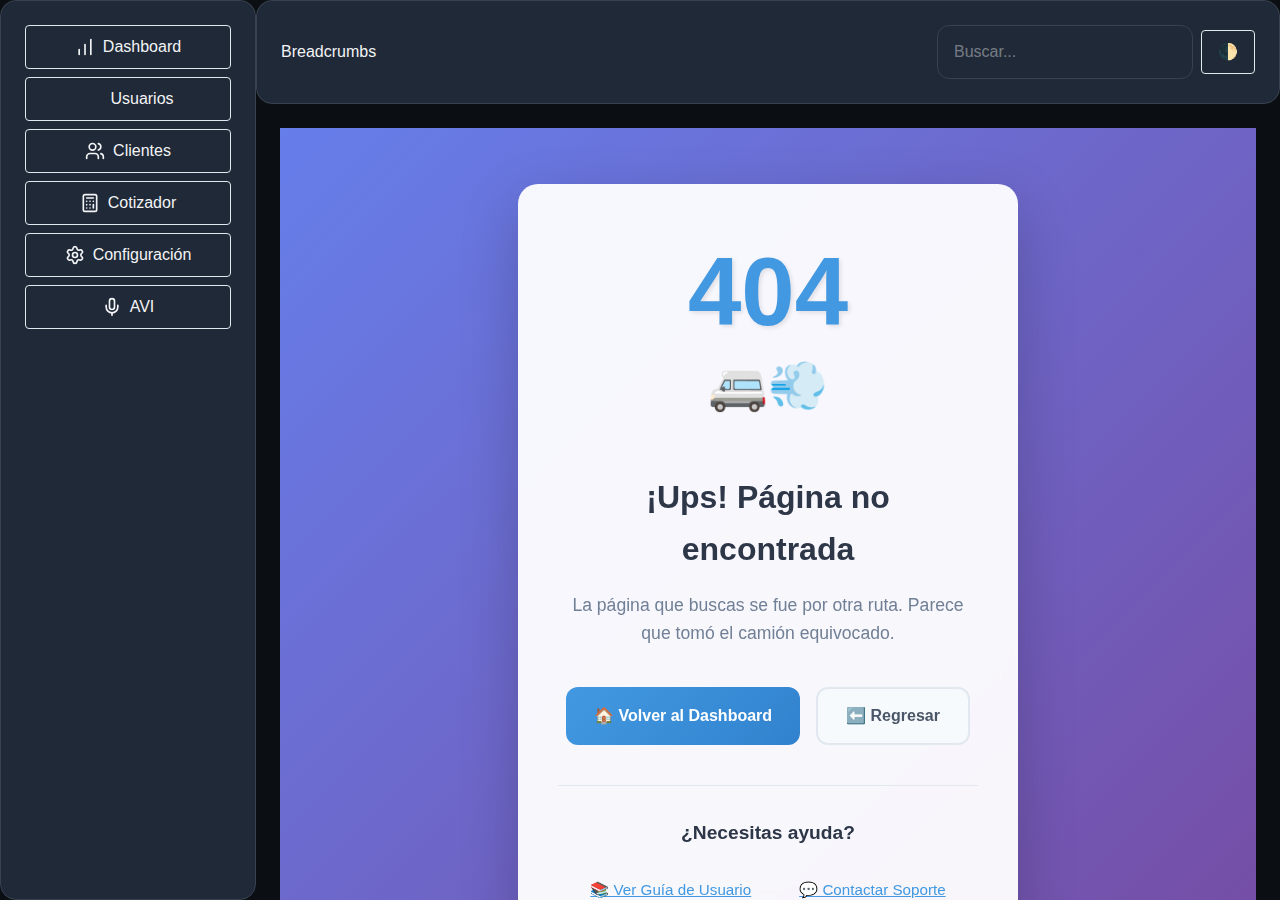 Dashboard
Usuarios
Clientes
Cotizador
Configuración
AVI
Breadcrumbs
Buscar...
404
¡Ups! Página no
encontrada
La página que buscas se fue por otra ruta. Parece
que tomó el camión equivocado.
Volver al Dashboard
Regresar
¿Necesitas ayuda?
Ver Guía de Usuario
Contactar Soporte